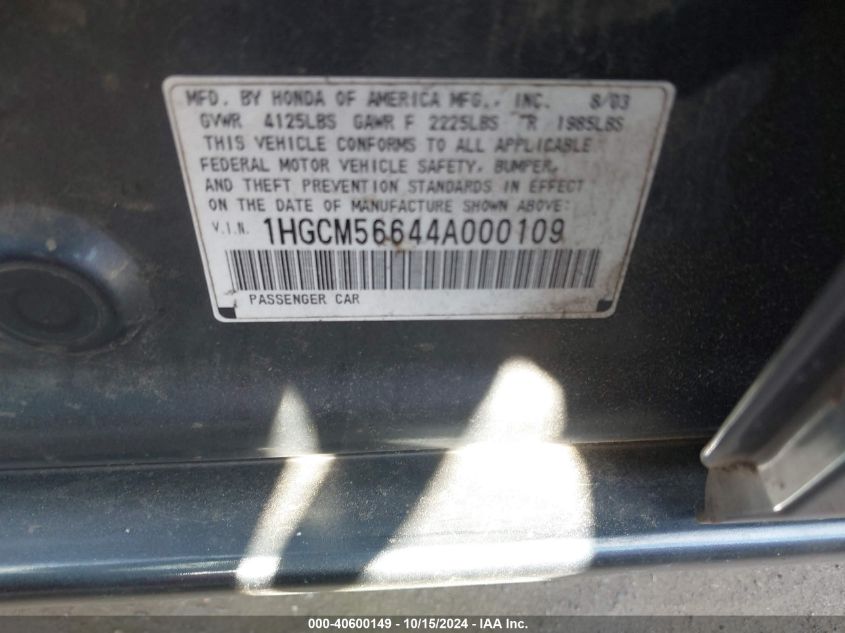 MFD. BY HONDA OF AMERICA MFG., INC. 8/03
GVWR 4125LBS GAWR F 2225LBS R 1985LBS
THIS VEHICLE CONFORMS TO ALL APPLICABLE
FEDERAL MOTOR VEHICLE SAFETY, BUMPER,
AND THEFT PREVENTION STANDARDS IN EFFECT
ON THE DATE OF MANUFACTURE SHOWN ABOVE:
V.I.N. 1HGCM56644A000109
PASSENGER CAR
000-40600149 - 10/15/2024 - IAA Inc.